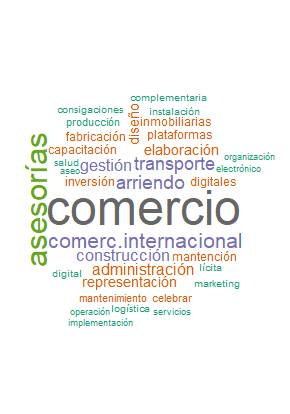 complementaria
consigaciones
instalación
diseño
producción
inmobiliarias
fabricación
plataformas
capacitación
elaboración
asesorías
salud
gestión
transporte
organización
aseo
electrónico
inversión
arriendo
digitales
comercio
comerc.internacional
construcción
mantención
digital
administración
lícita
representación
marketing
mantenimiento
celebrar
operación
logística
servicios
implementación